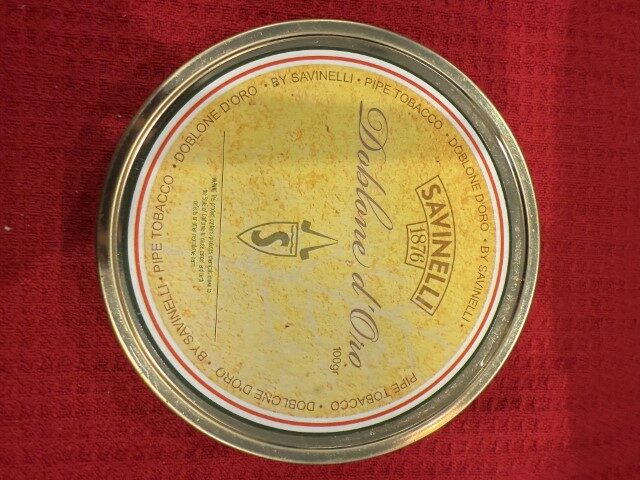 SAVINELLI
1876
Doblone d'Oro
100gr
S
DOBLONE D'ORO • BY SAVINELLI • PIPE TOBACCO • DOBLONE D'ORO • BY SAVINELLI • PIPE TOBACCO • DOBLONE D'ORO • BY SAVINELLI • PIPE TOBACCO •